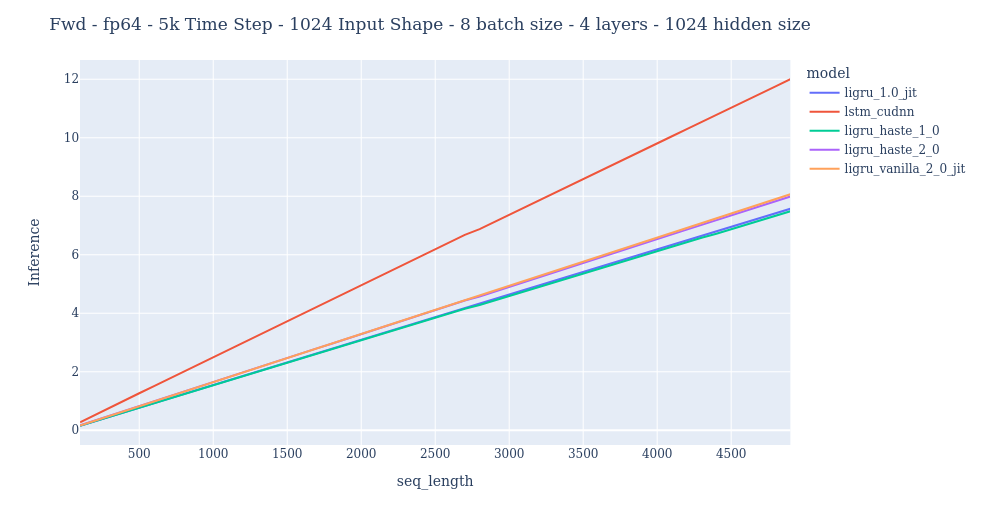 Fwd - fp64 - 5k Time Step - 1024 Input Shape - 8 batch size - 4 layers - 1024 hidden size
model
ligru_1.0_jit
lstm_cudnn
ligru_haste_1_0
ligru_haste_2_0
ligru_vanilla_2_0_jit
Inference
12
10
8
6
4
2
0
500 1000 1500 2000 2500 3000 3500 4000 4500
seq_length